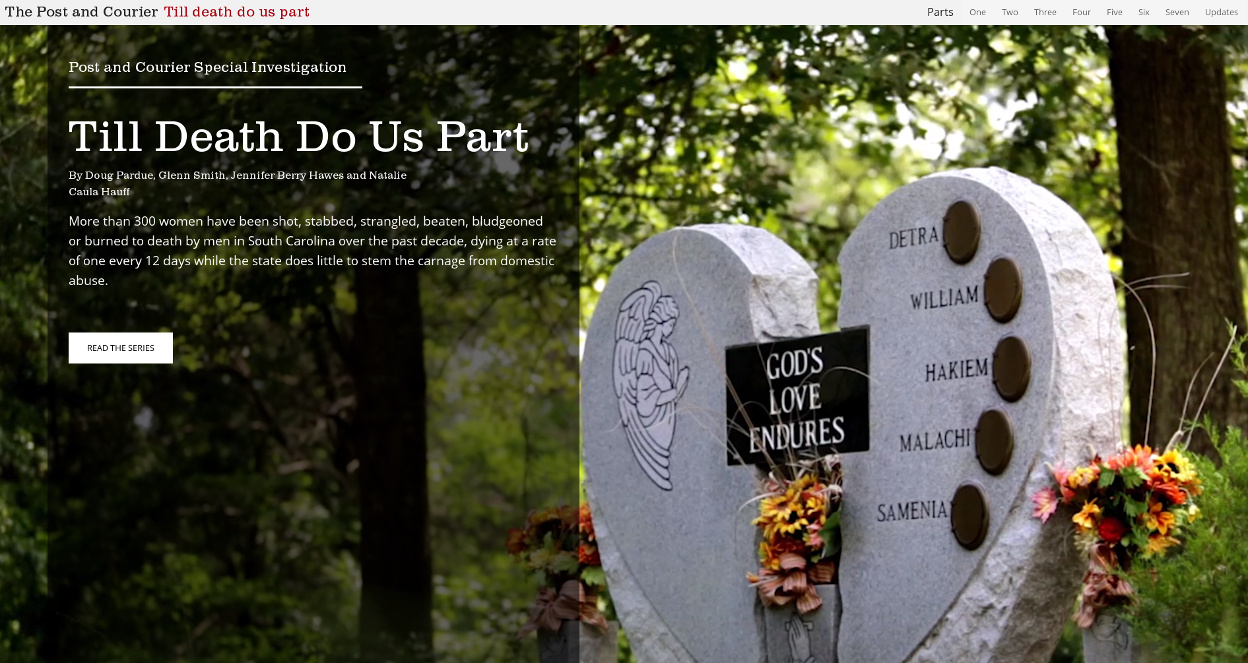 The Post and Courier Till death do us part
Parts One Two Three Four Five Six Seven Updates
Post and Courier Special Investigation
Till Death Do Us Part
By Doug Pardue, Glenn Smith, Jennifer Berry Hawes and Natalie
Caula Hauff
More than 300 women have been shot, stabbed, strangled, beaten, bludgeoned
or burned to death by men in South Carolina over the past decade, dying at a rate
of one every 12 days while the state does little to stem the carnage from domestic
abuse.
READ THE SERIES
GOD'S
LOVE
ENDURES
DETRA
WILLIAM
HAKIEM
MALACHI
SAMENIA